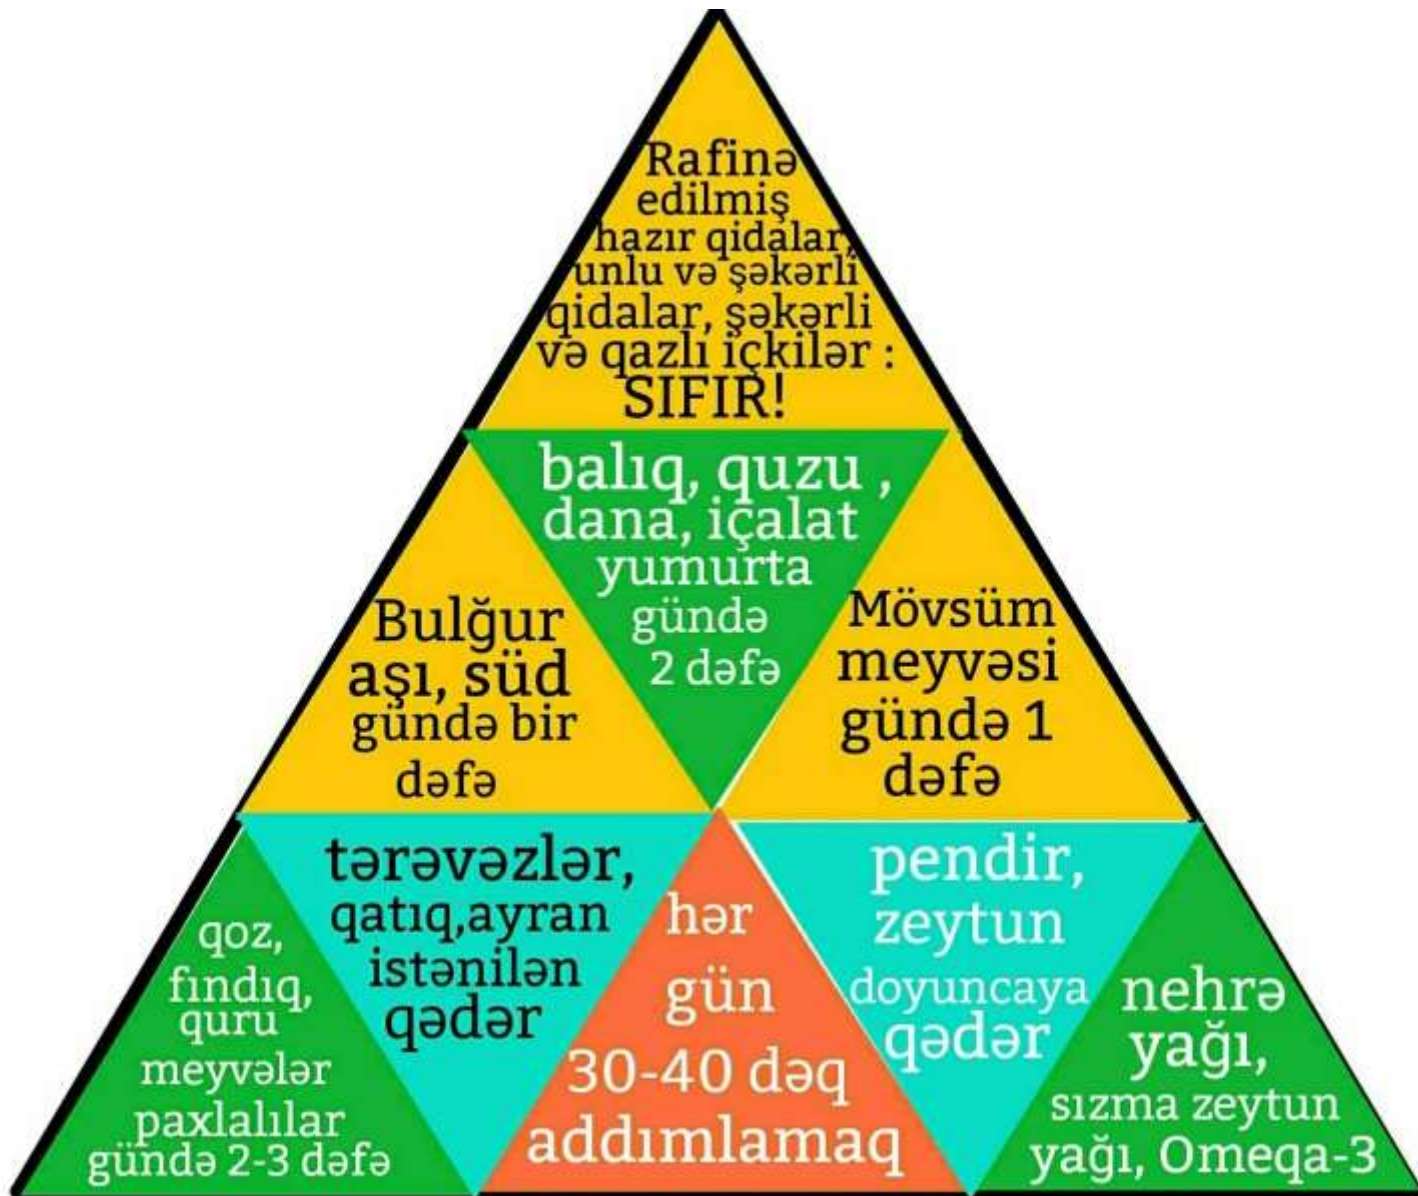 Rafinə
edilmiş
hazır qidalar,
unlu və şəkərli
qidalar, şəkərli
və qazlı içkilər :
SIFIR!
balıq, quzu ,
dana, içalat
yumurta
gündə
2 dəfə
Bulğur
aşı, süd
gündə bir
dəfə
Mövsüm
meyvəsi
gündə 1
dəfə
qoz,
fındıq,
quru
meyvələr
paxlalılar
gündə 2-3 dəfə
tərəvəzlər,
qatıq,ayran
istənilən
qədər
hər
gün
30-40 dəq
addımlamaq
pendir,
zeytun
doyuncaya
qədər
nehrə
yağı,
sızma zeytun
yağı, Omeqa-3